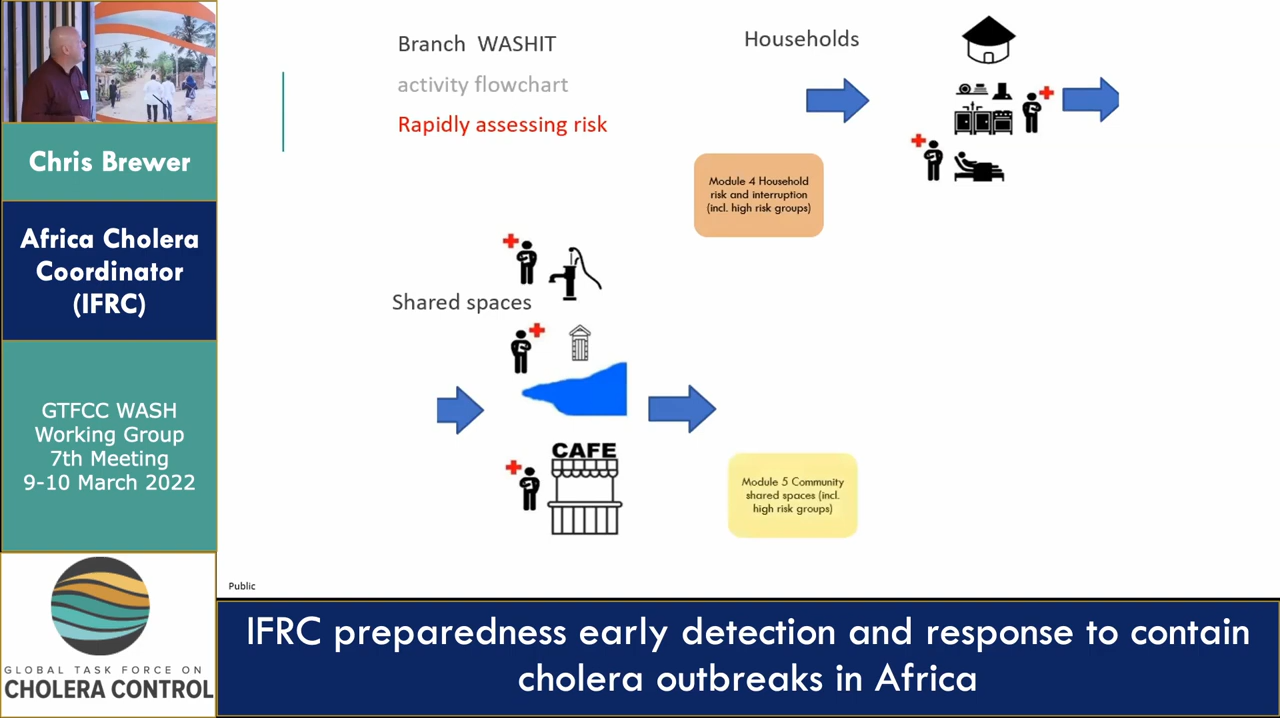 Chris Brewer
Africa Cholera
Coordinator
(IFRC)
GTFCC WASH
Working Group
7th Meeting
9-10 March 2022
GLOBAL TASK FORCE ON
CHOLERA CONTROL
Branch WASHIT
activity flowchart
Rapidly assessing risk
Households
Module 4 Household
risk and interruption
(incl. high risk groups)
Shared spaces
CAFE
Module 5 Community
shared spaces (incl.
high risk groups)
Public
IFRC preparedness early detection and response to contain
cholera outbreaks in Africa